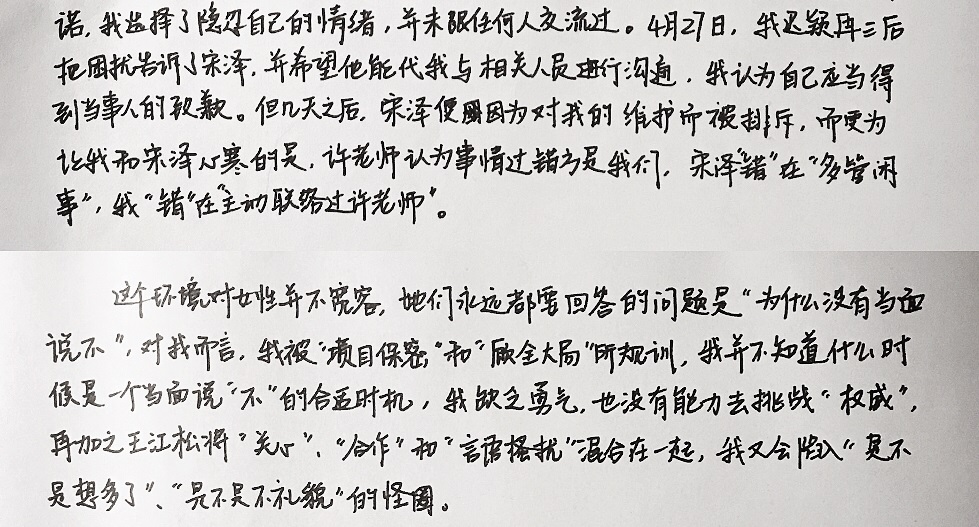 诺,我选择了隐忍自己的情绪,并未跟任何人交流过。4月27日,我迟疑再三后
把困扰告诉了宋泽,并希望他能代我与相关人员进行沟通,我认为自己应当得
到当事人的致歉。但几天之后,宋泽便因为对我的维护而被排斥,而更为
让我和宋泽心寒的是,许老师认为事情过错方是我们,宋泽“错”在“多管闲
事”,我“错”在“主动联络过许老师”。
这个环境对女性并不宽容,她们永远都要回答的问题是“为什么没有当面
说不”,对我而言,我被“项目保密”和“顾全大局”所规训,我并不知道什么时
候是一个当面说“不”的合适时机,我缺乏勇气,也没有能力去挑战“权威”,
再加之王江松将“关心”、“合作”和“言语骚扰”混合在一起,我又会陷入“是不
是想多了”、“是不是不礼貌”的怪圈。